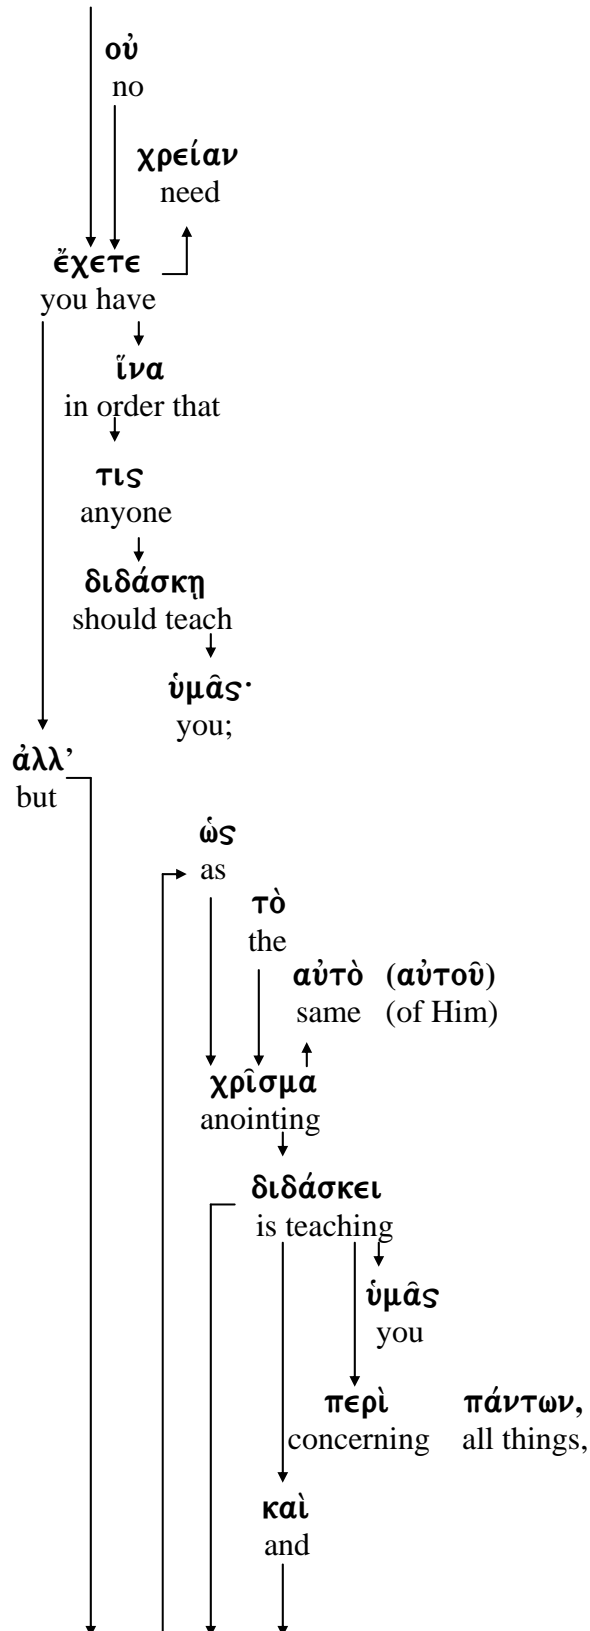 οὐ
no
χρείαν
need
ἔχετε
you have
ἵνα
in order that
τις
anyone
διδάσκῃ
should teach
ὑμᾶς·
you;
ἀλλ’
but
ὡς
as
τὸ
the
αὐτὸ (αὐτοῦ)
same (of Him)
χρῖσμα
anointing
διδάσκει
is teaching
ὑμᾶς
you
περὶ πάντων,
concerning all things,
καὶ
and